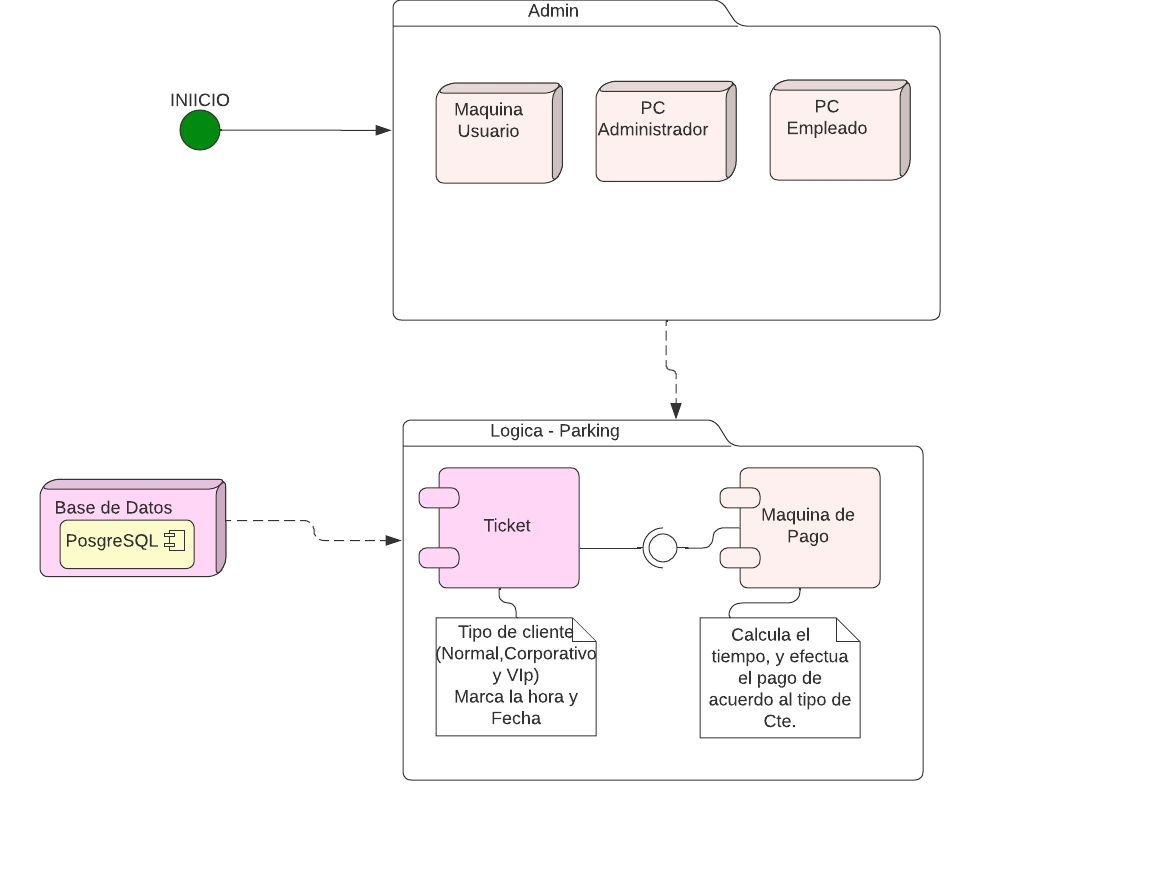 Admin
INIICIO
Maquina
Usuario
PC
Administrador
PC
Empleado
Logica - Parking
Base de Datos
PosgreSQL
Ticket
Maquina de
Pago
Tipo de cliente
(Normal,Corporativo
y VIp)
Marca la hora y
Fecha
Calcula el
tiempo, y efectua
el pago de
acuerdo al tipo de
Cte.